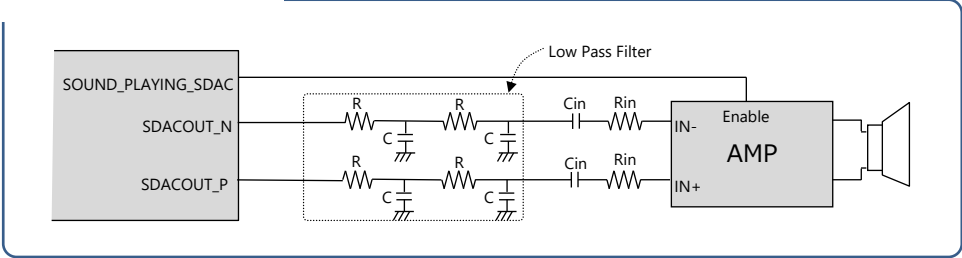 Low Pass Filter
SOUND_PLAYING_SDAC
R
R
Cin
Rin
Enable
SDACOUT_N
C
C
IN-
AMP
R
R
Cin
Rin
SDACOUT_P
C
C
IN+